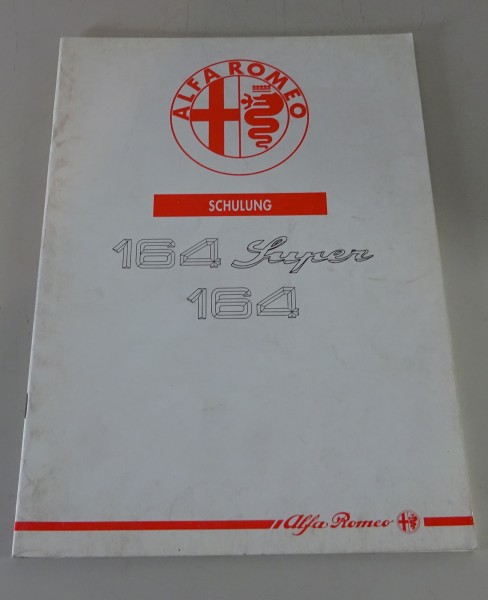 ALFA ROMEO
SCHULUNG
164 Super
164
Alfa Romeo